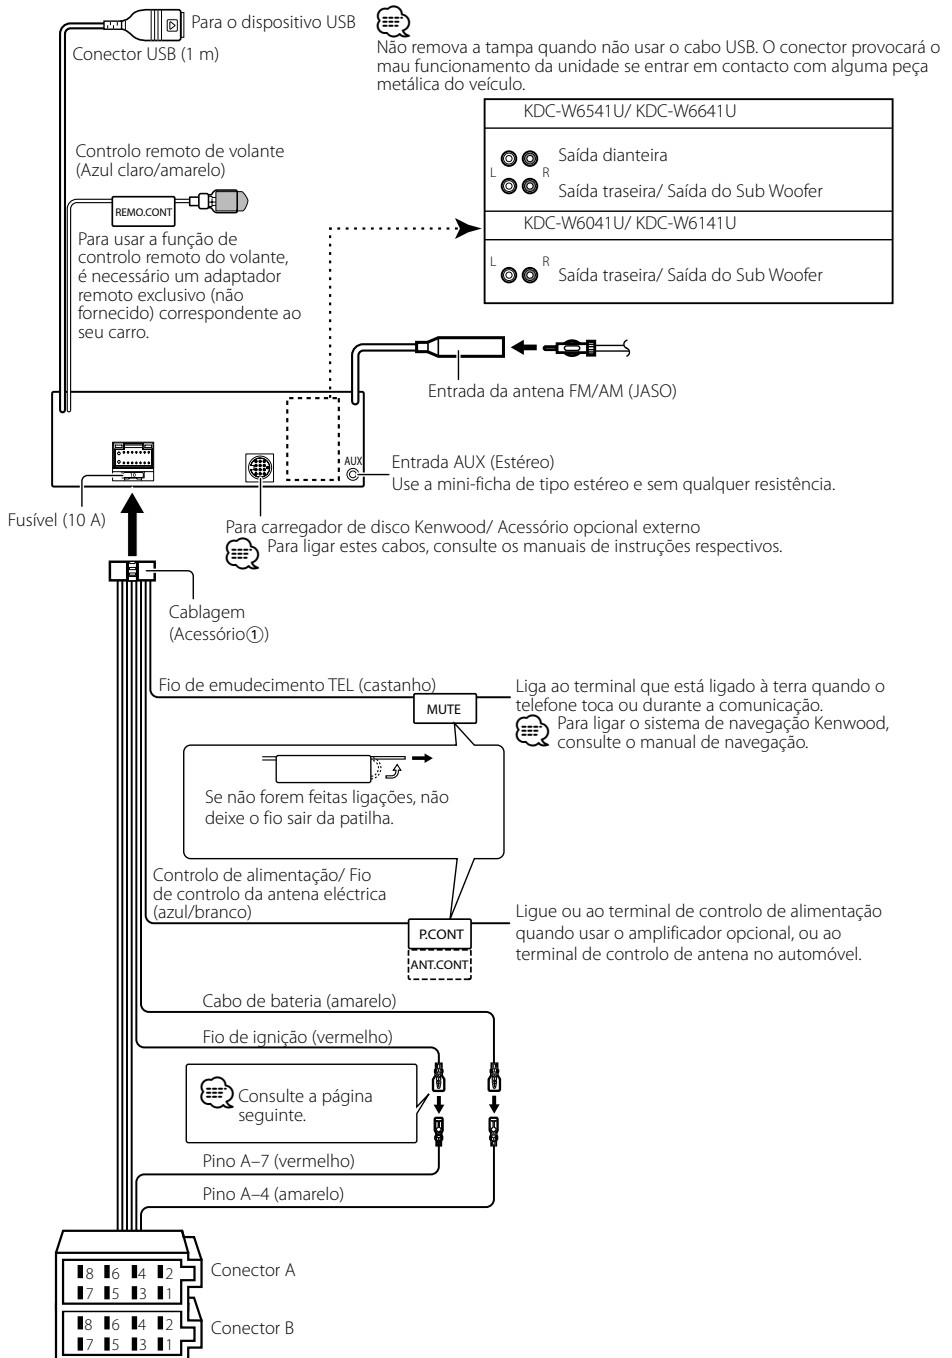 Para o dispositivo USB
Conector USB (1 m)
Não remova a tampa quando não usar o cabo USB. O conector provocará o
mau funcionamento da unidade se entrar em contacto com alguma peça
metálica do veículo.
KDC-W6541U/ KDC-W6641U
L
R
Saída dianteira
Saída traseira/ Saída do Sub Woofer
KDC-W6041U/ KDC-W6141U
L
R
Saída traseira/ Saída do Sub Woofer
Controlo remoto de volante
(Azul claro/amarelo)
REMO.CONT
Para usar a função de
controlo remoto do volante,
é necessário um adaptador
remoto exclusivo (não
fornecido) correspondente ao
seu carro.
Entrada da antena FM/AM (JASO)
AUX
Entrada AUX (Estéreo)
Use a mini-ficha de tipo estéreo e sem qualquer resistência.
10
Fusível (10 A)
Para carregador de disco Kenwood/ Acessório opcional externo
Para ligar estes cabos, consulte os manuais de instruções respectivos.
Cablagem
(Acessório①)
Fio de emudecimento TEL (castanho)
MUTE
Liga ao terminal que está ligado à terra quando o
telefone toca ou durante a comunicação.
Para ligar o sistema de navegação Kenwood,
consulte o manual de navegação.
Se não forem feitas ligações, não
deixe o fio sair da patilha.
Controlo de alimentação/ Fio
de controlo da antena eléctrica
(azul/branco)
P.CONT
ANT.CONT
Ligue ou ao terminal de controlo de alimentação
quando usar o amplificador opcional, ou ao
terminal de controlo de antena no automóvel.
Cabo de bateria (amarelo)
Fio de ignição (vermelho)
Consulte a página
seguinte.
Pino A–7 (vermelho)
Pino A–4 (amarelo)
8 6 4 2
7 5 3 1
Conector A
8 6 4 2
7 5 3 1
Conector B